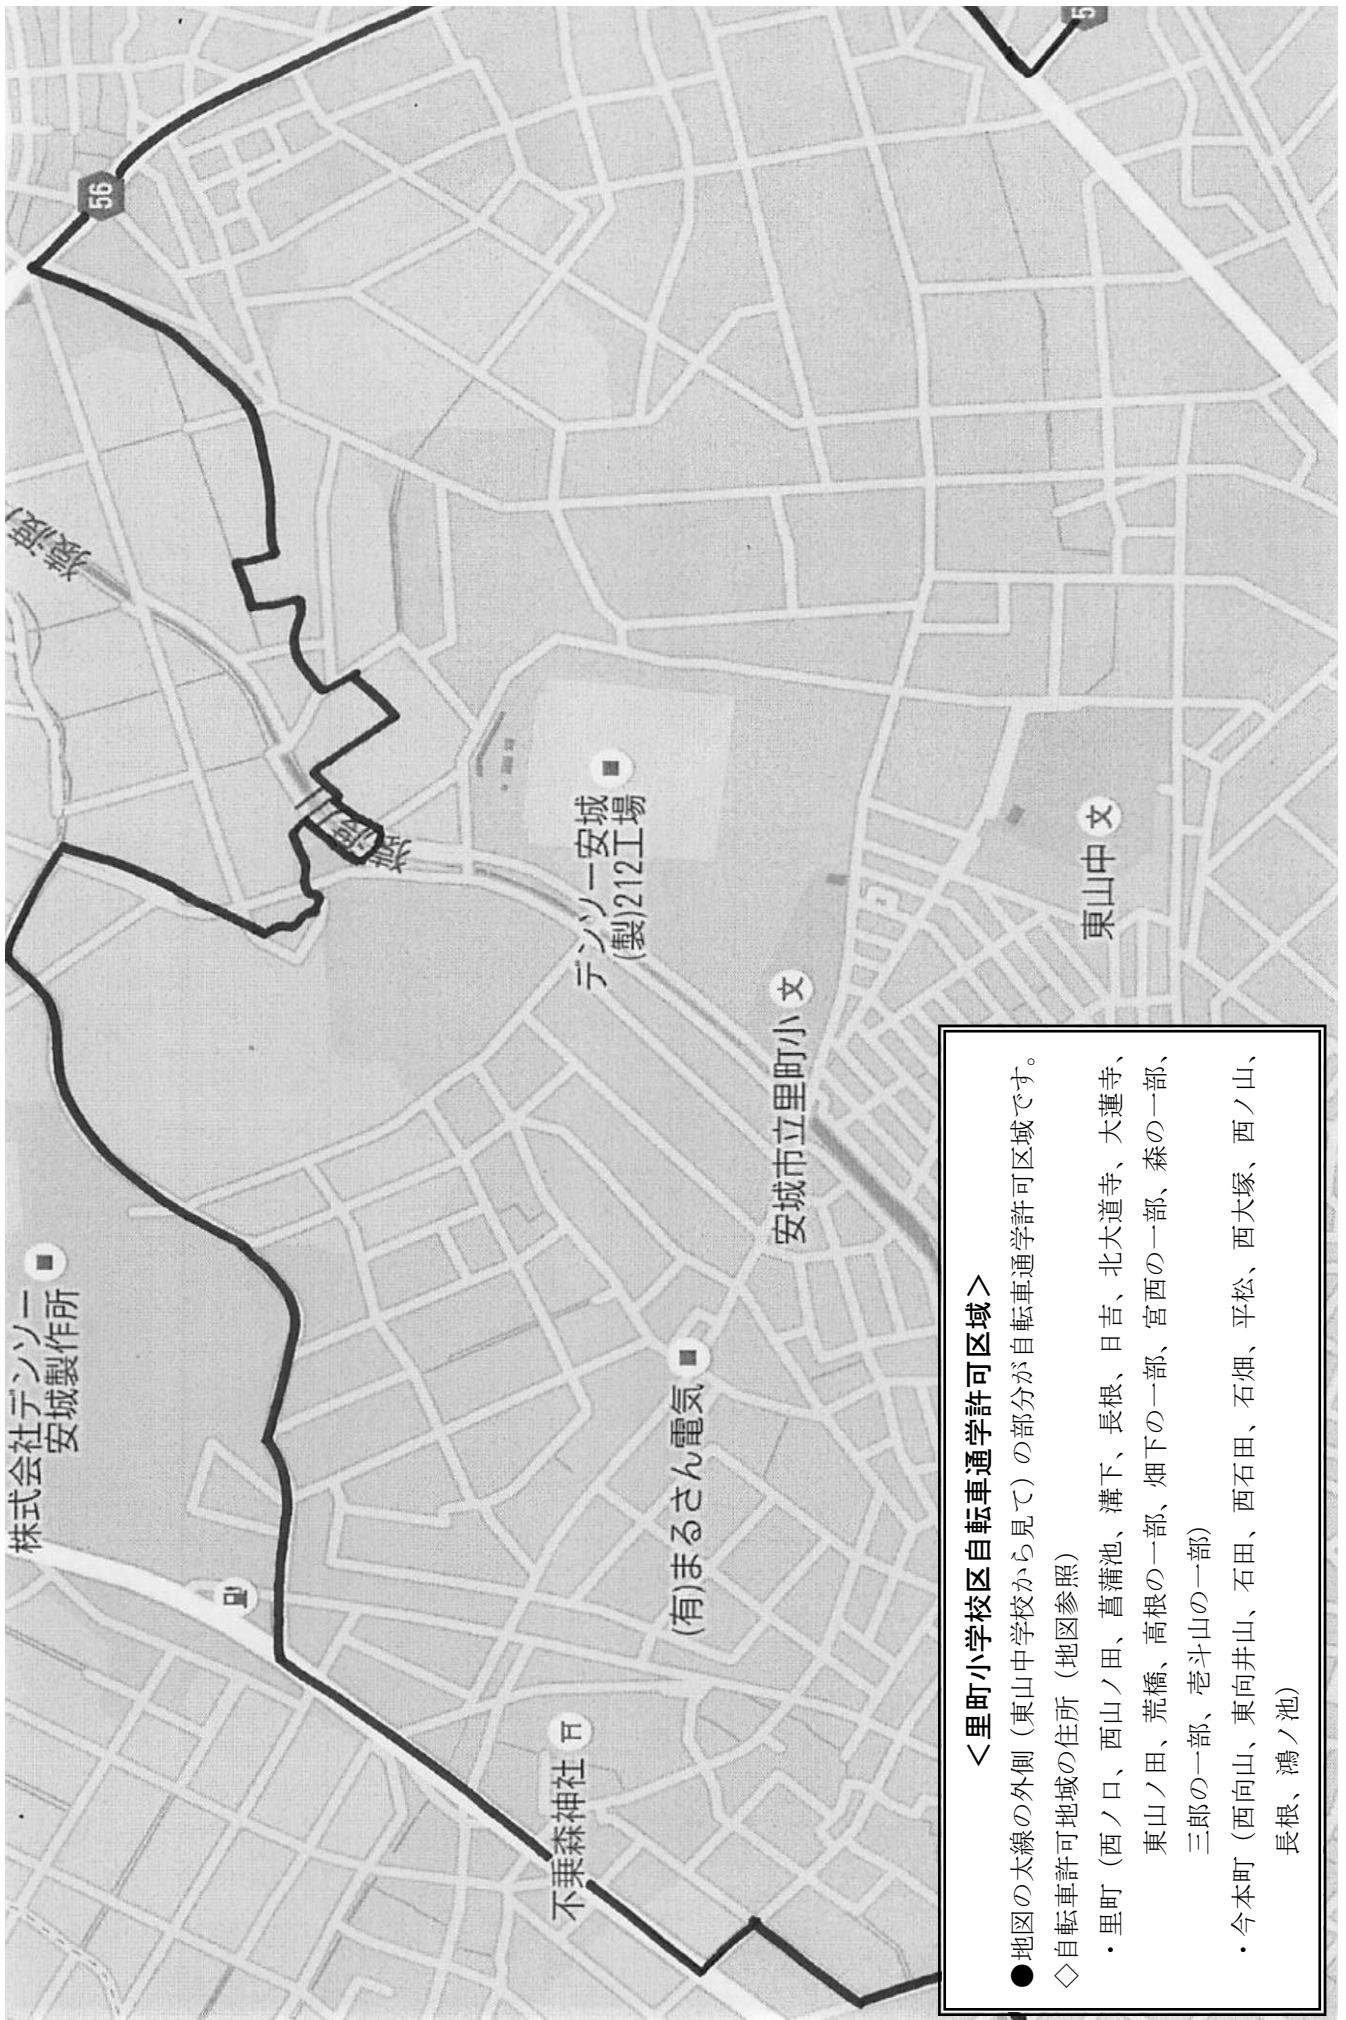 56
5
猿渡川
猿渡川
株式会社デンソー
安城製作所
デンソー安城
(製)212工場
安城市立里町小
東山中
(有)まるさん電気
不乗森神社
＜里町小学校区自転車通学許可区域＞
●地図の太線の外側（東山中学校から見て）の部分が自転車通学許可区域です。
◇自転車許可地域の住所（地図参照）
・里町（西ノ口、西山ノ田、菖蒲池、溝下、長根、日吉、北大道寺、大蓮寺、
東山ノ田、荒橋、高根の一部、畑下の一部、宮西の一部、森の一部、
三郎の一部、壱斗山の一部）
・今本町（西向山、東向井山、石田、西石田、石畑、平松、西大塚、西ノ山、
長根、鴻ノ池）